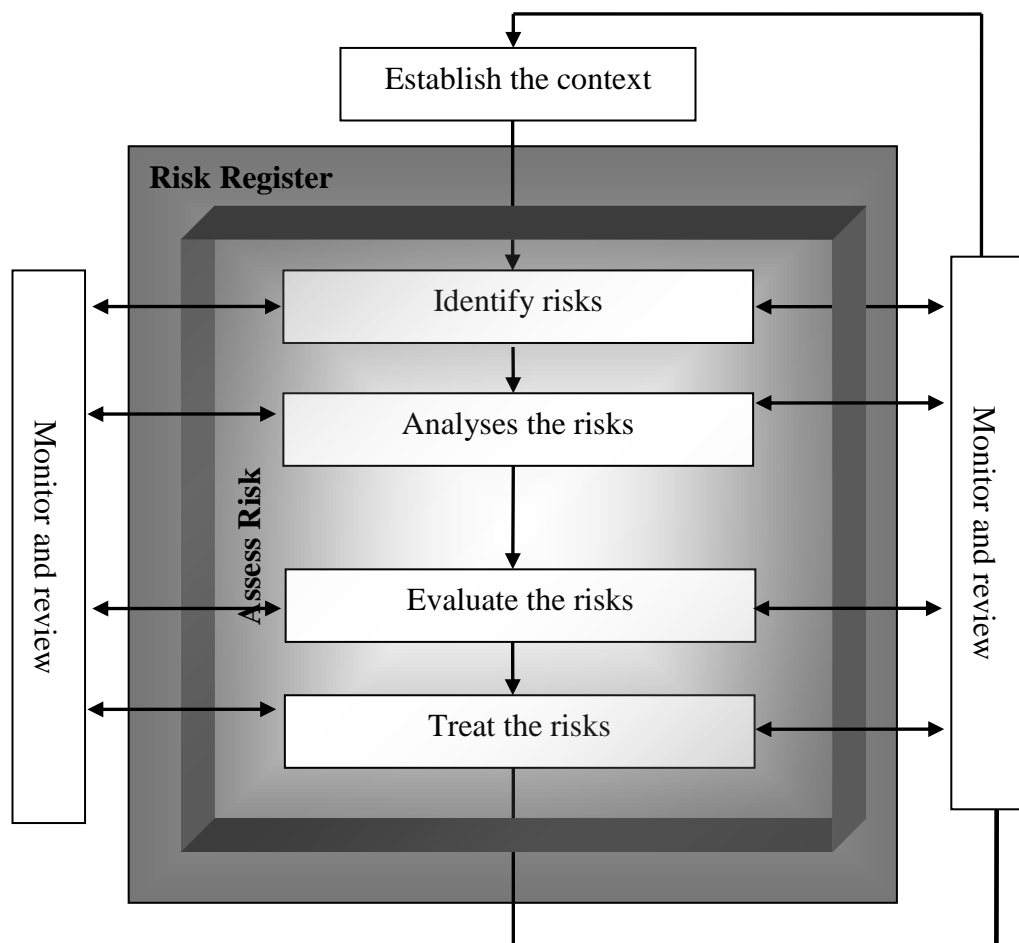 Establish the context
Risk Register
Identify risks
Analyses the risks
Assess Risk
Evaluate the risks
Treat the risks
Monitor and review
Monitor and review